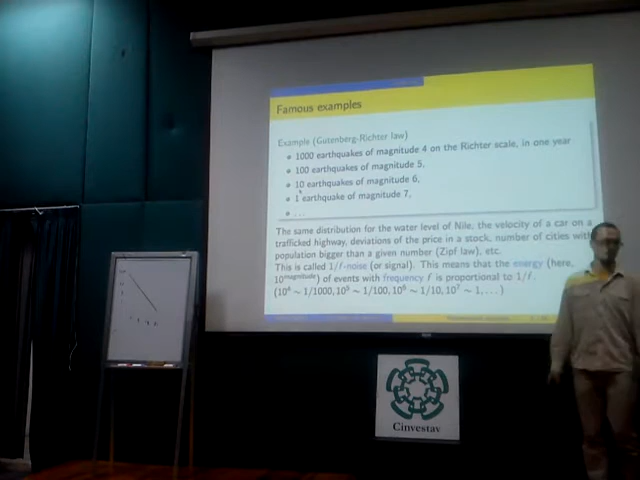 Famous examples
Example (Gutenberg-Richter law)
1000 earthquakes of magnitude 4 on the Richter scale, in one year
100 earthquakes of magnitude 5,
10 earthquakes of magnitude 6,
1 earthquake of magnitude 7,
...
The same distribution for the water level of Nile, the velocity of a car on a
trafficked highway, deviations of the price in a stock, number of cities with
population bigger than a given number (Zipf law), etc.
This is called 1/f-noise (or signal). This means that the energy (here,
10^magnitude) of events with frequency f is proportional to 1/f.
(10⁴ ∼ 1/1000, 10⁵ ∼ 1/100, 10⁶ ∼ 1/10, 10⁷ ∼ 1, ...)
Cinvestav